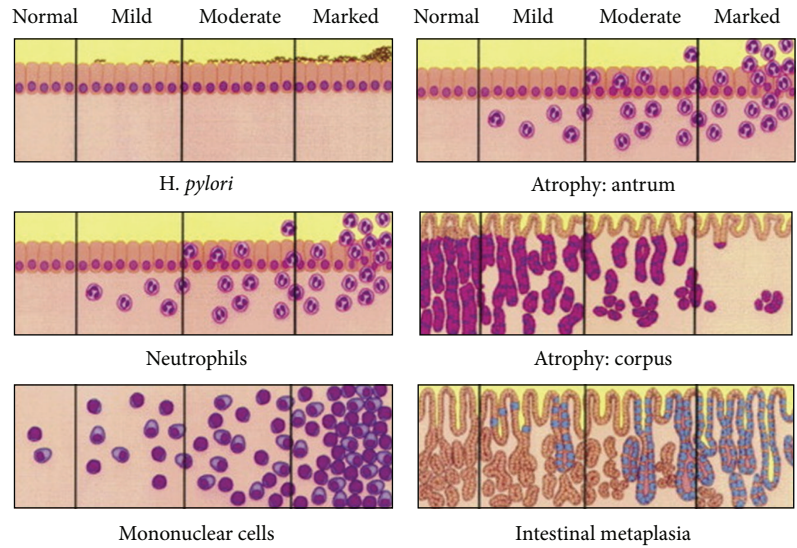 Normal Mild Moderate Marked
Normal Mild Moderate Marked
H. pylori
Atrophy: antrum
Neutrophils
Atrophy: corpus
Mononuclear cells
Intestinal metaplasia